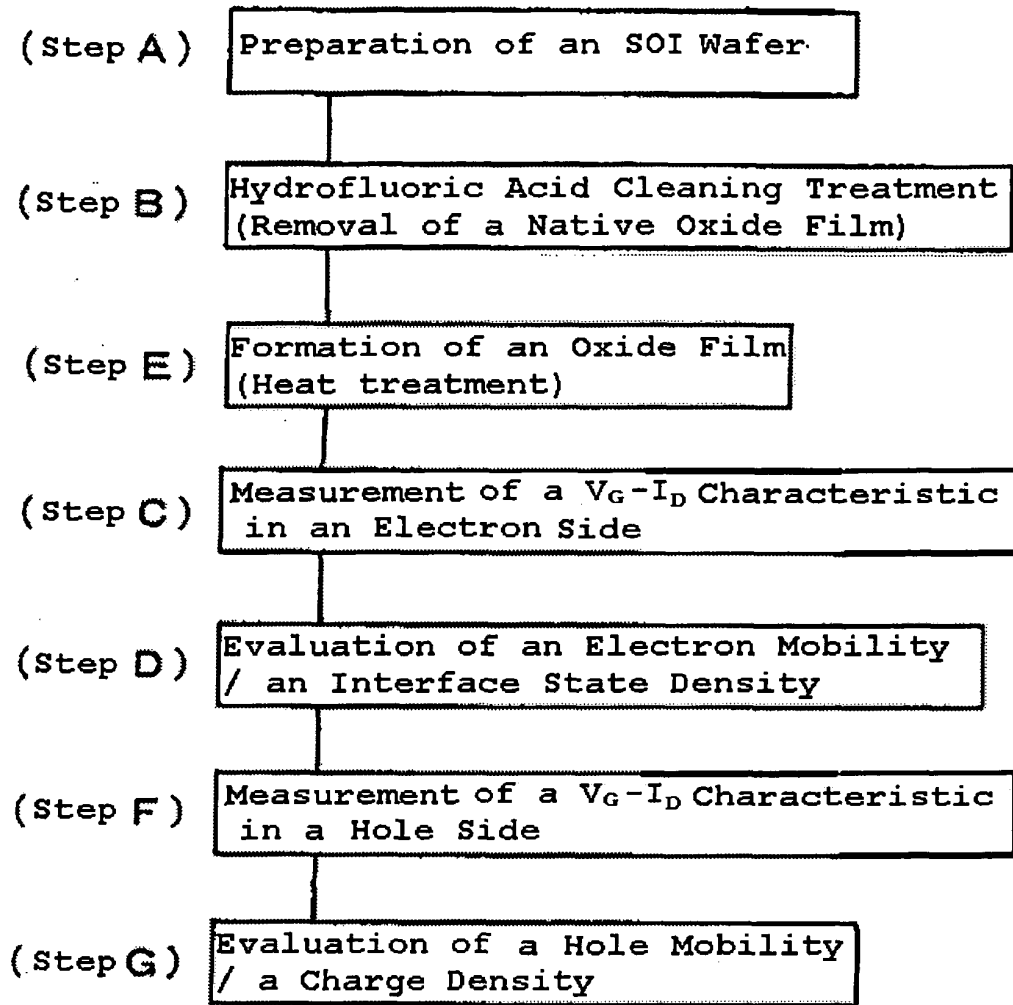 (Step A) Preparation of an SOI Wafer
(Step B) Hydrofluoric Acid Cleaning Treatment
(Removal of a Native Oxide Film)
(Step E) Formation of an Oxide Film
(Heat treatment)
(Step C) Measurement of a VG-ID Characteristic
in an Electron Side
(Step D) Evaluation of an Electron Mobility
/ an Interface State Density
(Step F) Measurement of a VG-ID Characteristic
in a Hole Side
(Step G) Evaluation of a Hole Mobility
/ a Charge Density